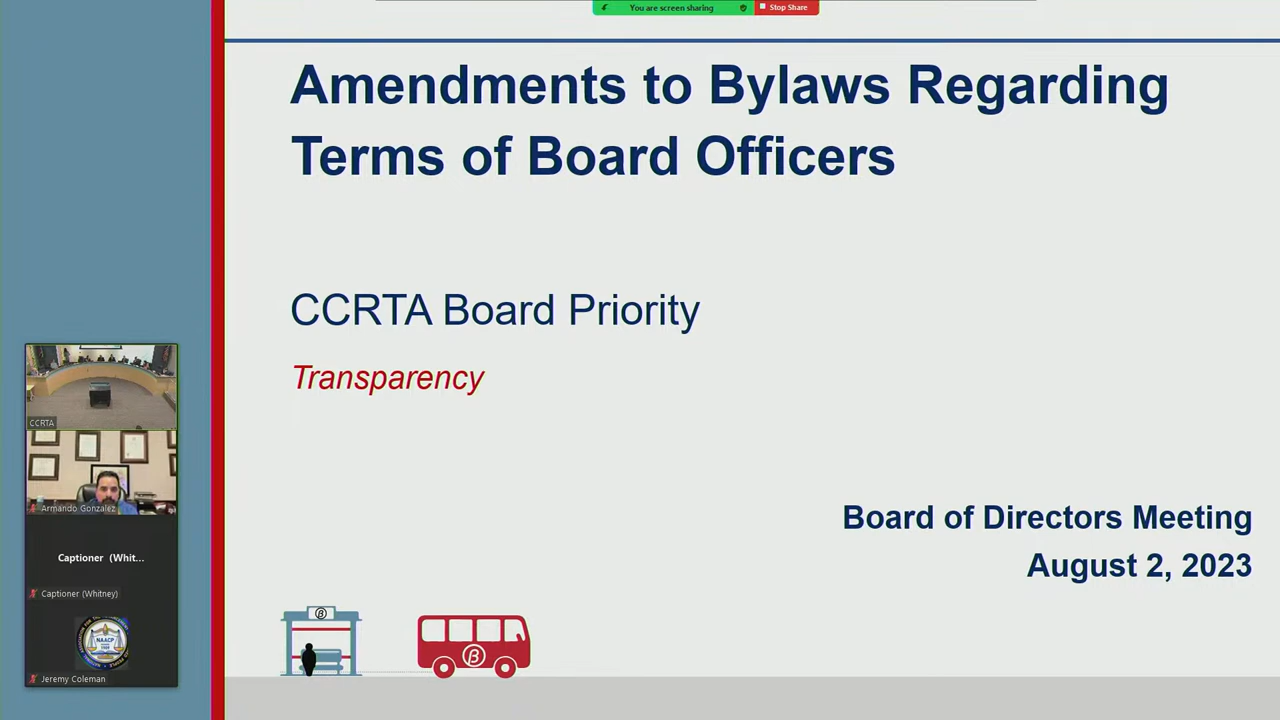 You are screen sharing
Stop Share
Amendments to Bylaws Regarding
Terms of Board Officers
CCRTA Board Priority
Transparency
Board of Directors Meeting
August 2, 2023
CCRTA
Armando Gonzalez
Captioner (Whit...
Captioner (Whitney)
NAACP
Jeremy Coleman